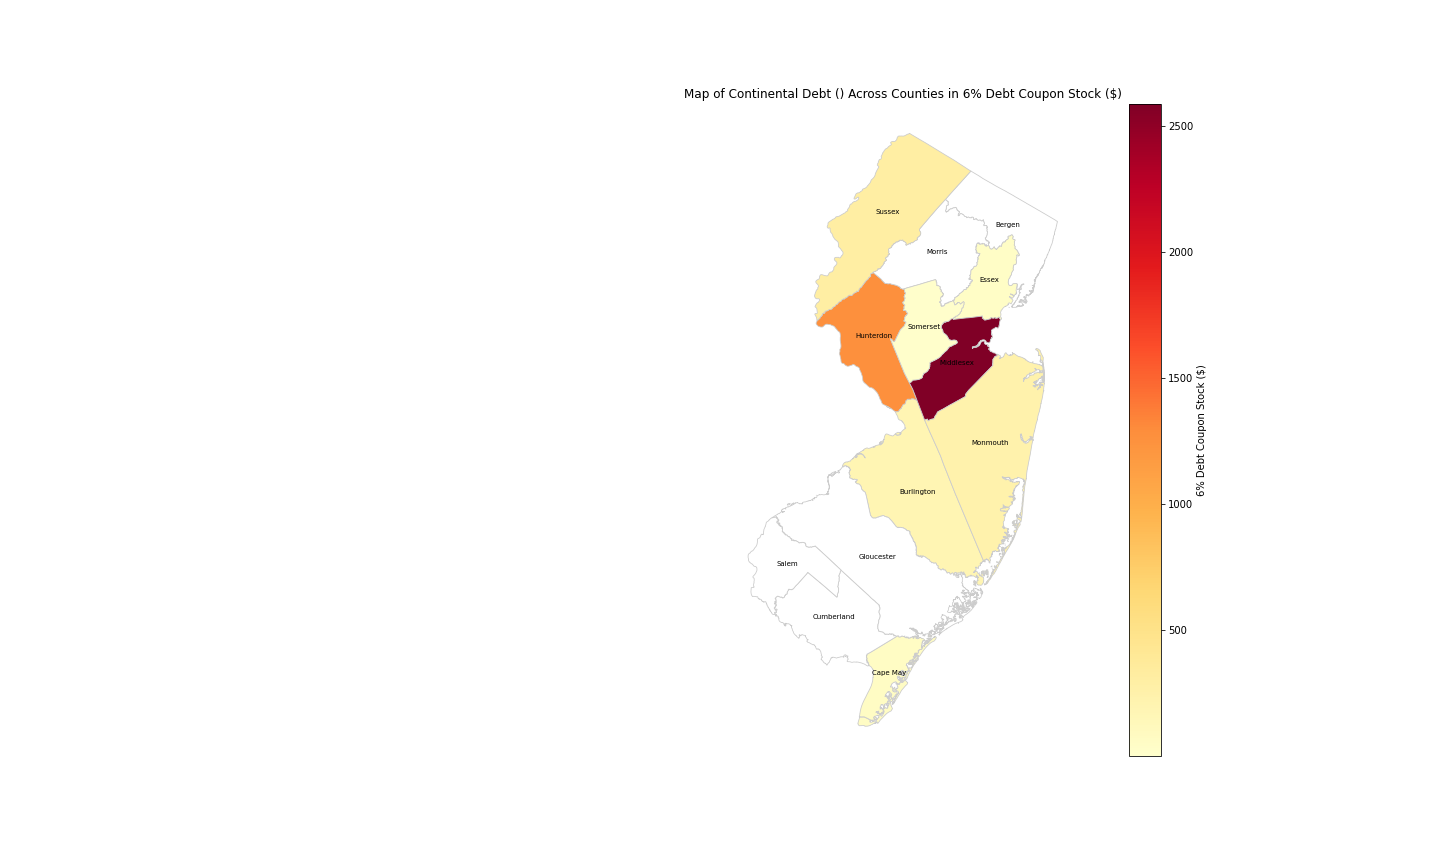 Map of Continental Debt () Across Counties in 6% Debt Coupon Stock ($)
2500
Sussex
Bergen
Morris
2000
Essex
Somerset
Hunterdon
Middlesex
1500
6% Debt Coupon Stock ($)
Monmouth
Burlington
1000
Gloucester
Salem
Cumberland
500
Cape May